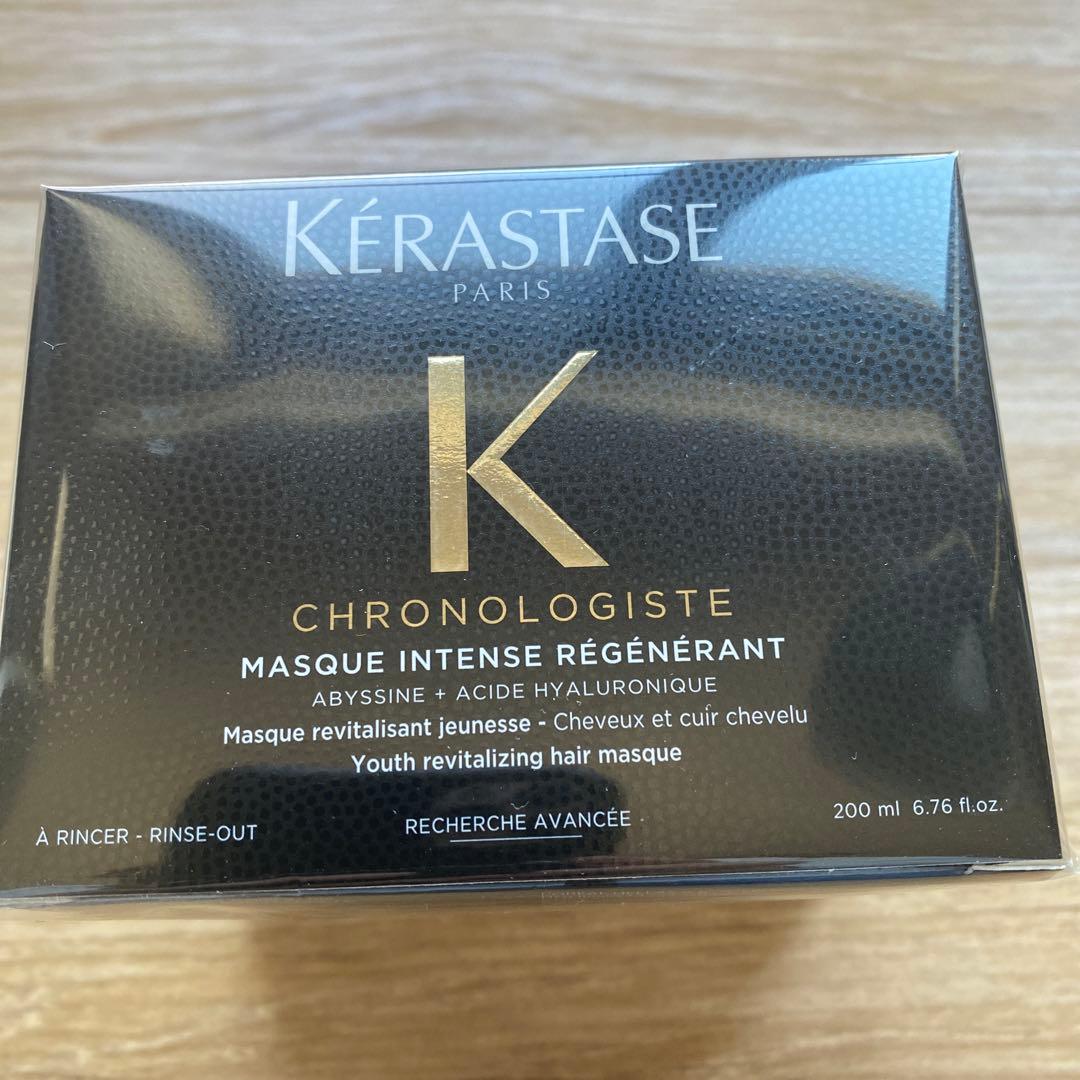 KÉRASTASE
PARIS
K
CHRONOLOGISTE
MASQUE INTENSE RÉGÉNÉRANT
ABYSSINE + ACIDE HYALURONIQUE
Masque revitalisant jeunesse - Cheveux et cuir chevelu
Youth revitalizing hair masque
À RINCER - RINSE-OUT
RECHERCHE AVANCÉE
200 ml 6.76 fl.oz.